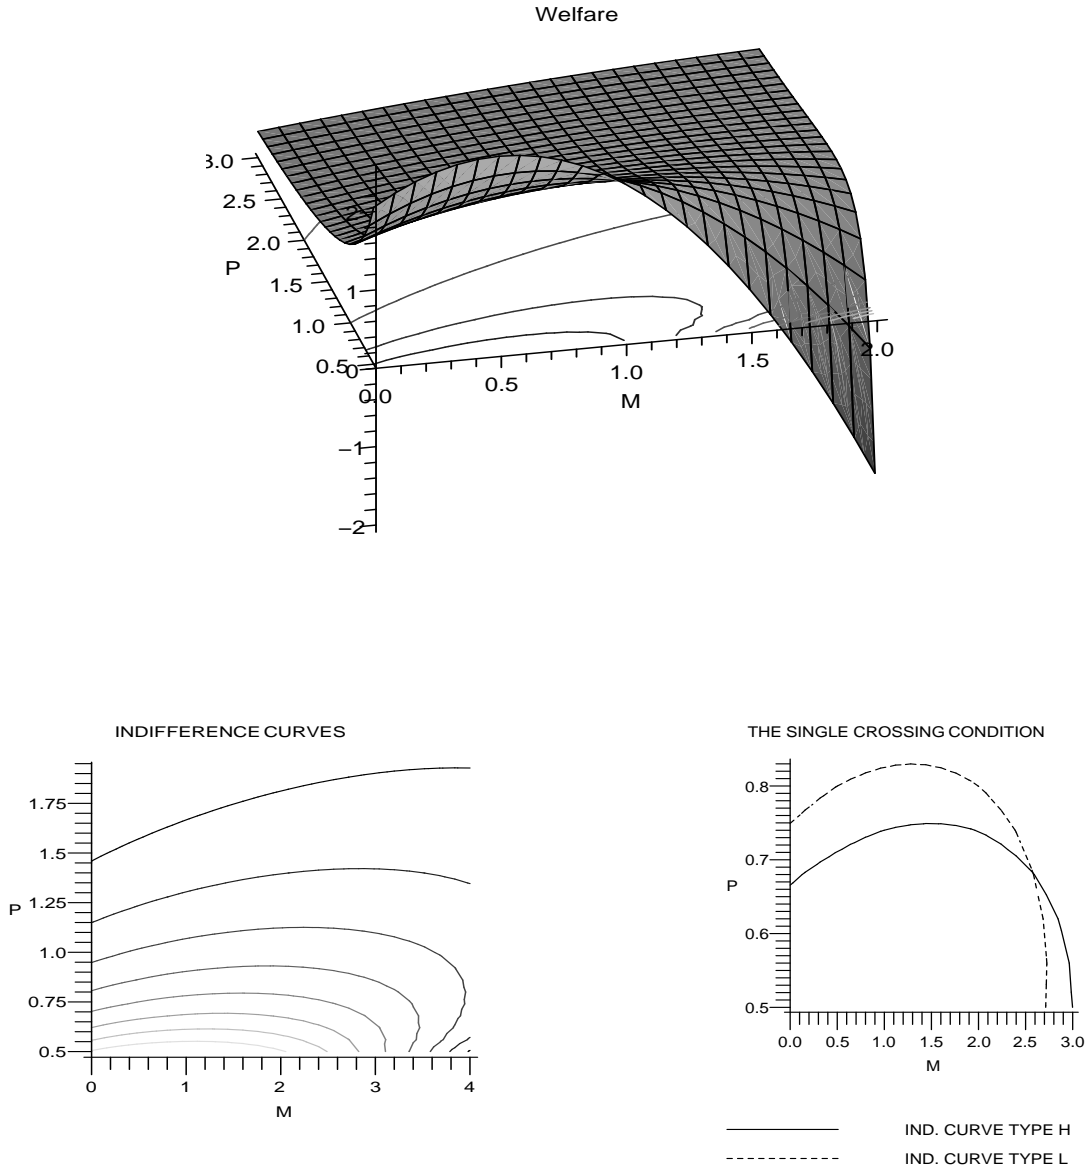 Welfare
3.0
2.5
2.0
1.5
1.0
0.5
P
2
1
0
−1
−2
0.0
0.5
1.0
1.5
2.0
M
INDIFFERENCE CURVES
1.75
1.5
1.25
1.0
0.75
0.5
P
0 1 2 3 4
M
THE SINGLE CROSSING CONDITION
0.8
0.7
0.6
0.5
P
0.0 0.5 1.0 1.5 2.0 2.5 3.0
M
IND. CURVE TYPE H
IND. CURVE TYPE L